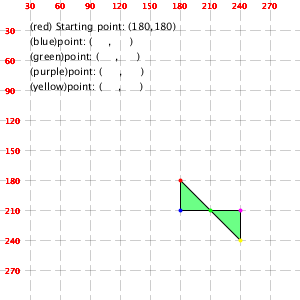 30 60 90 120 150 180 210 240 270
30
(red) Starting point: (180,180)
(blue)point: ( , )
(green)point: ( , )
(purple)point: ( , )
(yellow)point: ( , )
60
90
120
150
180
210
240
270